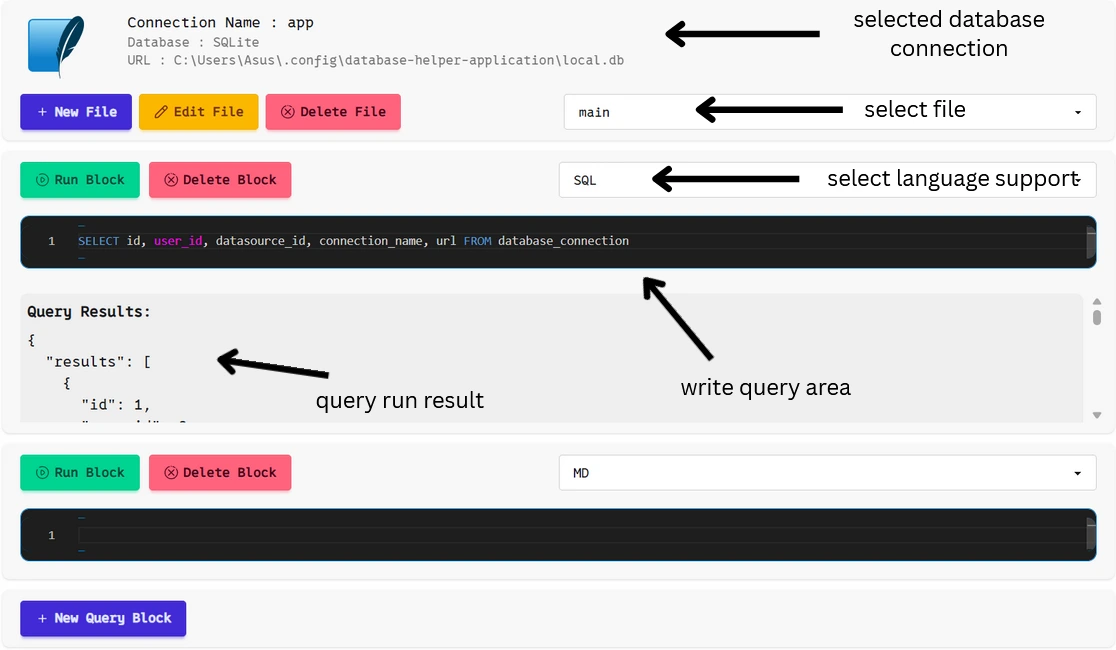 Connection Name : app
Database : SQLite
URL : C:\Users\Asus\.config\database-helper-application\local.db
selected database
connection
+ New File
Edit File
Delete File
main
select file
Run Block
Delete Block
SQL
select language support
1 SELECT id, user_id, datasource_id, connection_name, url FROM database_connection
Query Results:
{
"results": [
{
"id": 1,
query run result
write query area
Run Block
Delete Block
MD
1
+ New Query Block